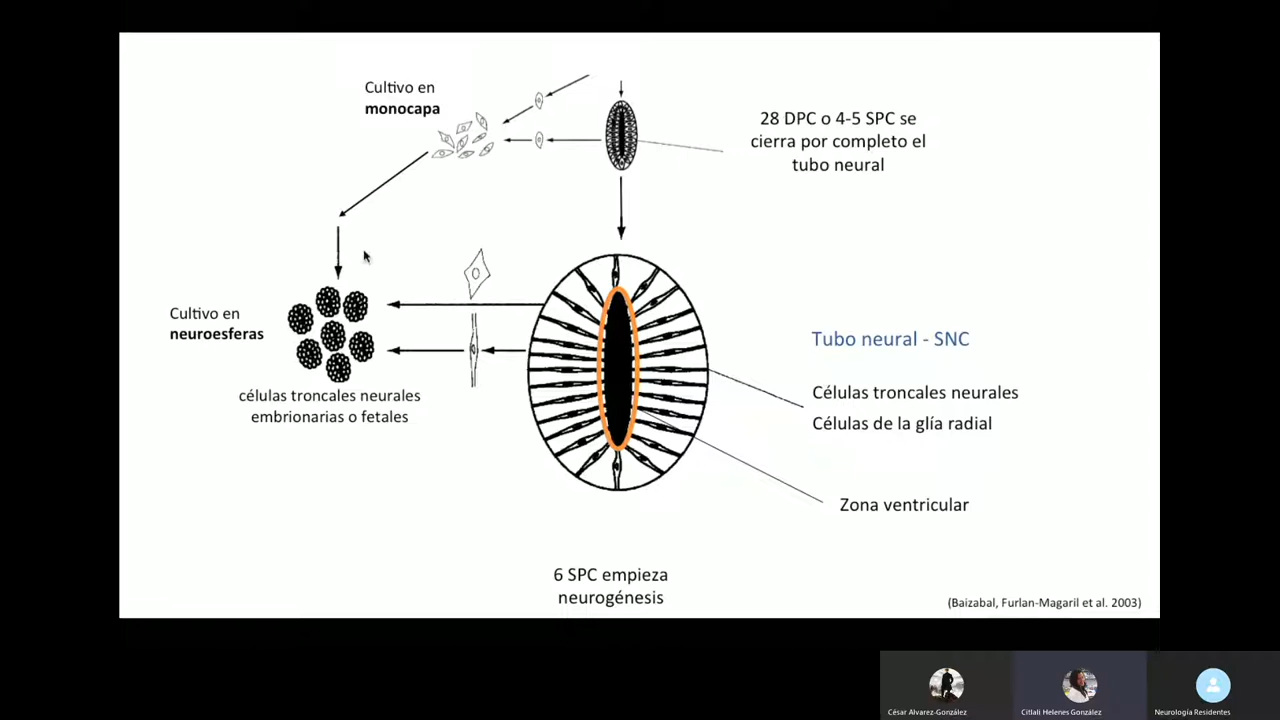 Cultivo en
monocapa
28 DPC o 4-5 SPC se
cierra por completo el
tubo neural
Cultivo en
neuroesferas
células troncales neurales
embrionarias o fetales
Tubo neural - SNC
Células troncales neurales
Células de la glía radial
Zona ventricular
6 SPC empieza
neurogénesis
(Baizabal, Furlan-Magaril et al. 2003)
César Alvarez-González
Citlali Helenes González
Neurología Residentes